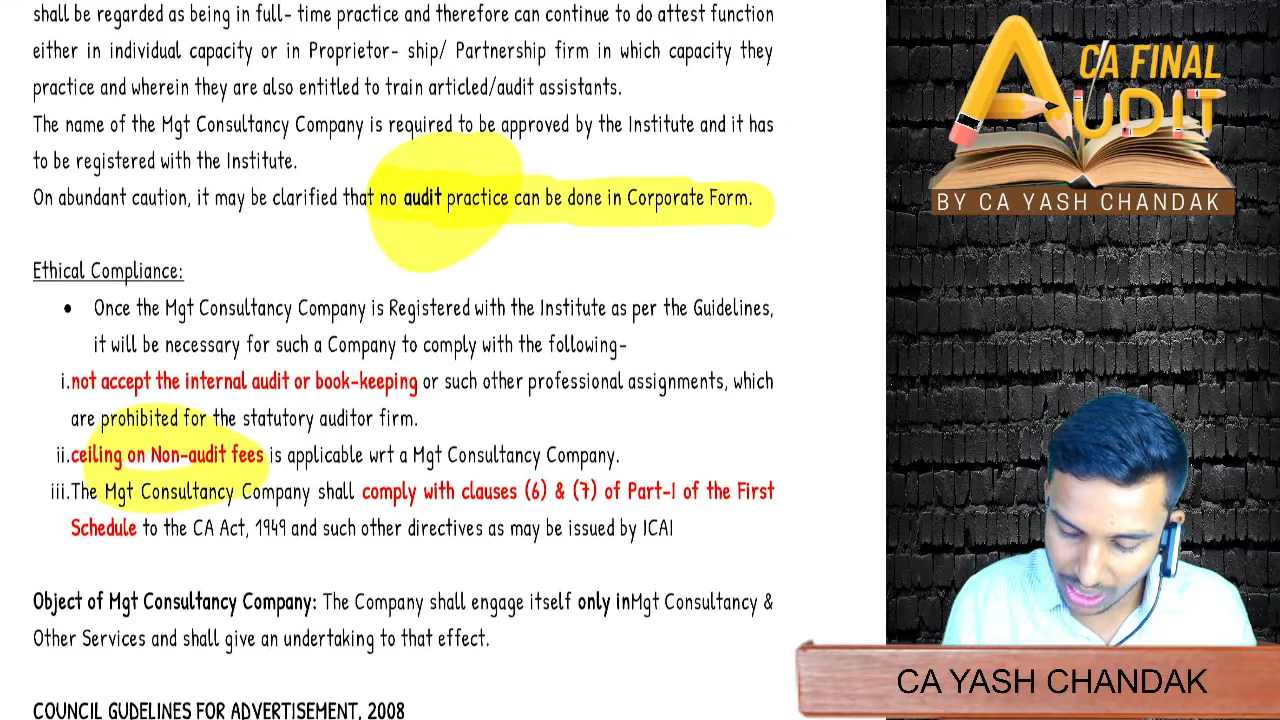 shall be regarded as being in full- time practice and therefore can continue to do attest function
either in individual capacity or in Proprietor- ship/ Partnership firm in which capacity they
practice and wherein they are also entitled to train articled/audit assistants.
The name of the Mgt Consultancy Company is required to be approved by the Institute and it has
to be registered with the Institute.
On abundant caution, it may be clarified that no audit practice can be done in Corporate Form.
Ethical Compliance:
• Once the Mgt Consultancy Company is Registered with the Institute as per the Guidelines,
it will be necessary for such a Company to comply with the following-
i.not accept the internal audit or book-keeping or such other professional assignments, which
are prohibited for the statutory auditor firm.
ii.ceiling on Non-audit fees is applicable wrt a Mgt Consultancy Company.
iii.The Mgt Consultancy Company shall comply with clauses (6) & (7) of Part-I of the First
Schedule to the CA Act, 1949 and such other directives as may be issued by ICAI
Object of Mgt Consultancy Company: The Company shall engage itself only inMgt Consultancy &
Other Services and shall give an undertaking to that effect.
COUNCIL GUDELINES FOR ADVERTISEMENT, 2008
CA FINAL
AUDIT
BY CA YASH CHANDAK
CA YASH CHANDAK